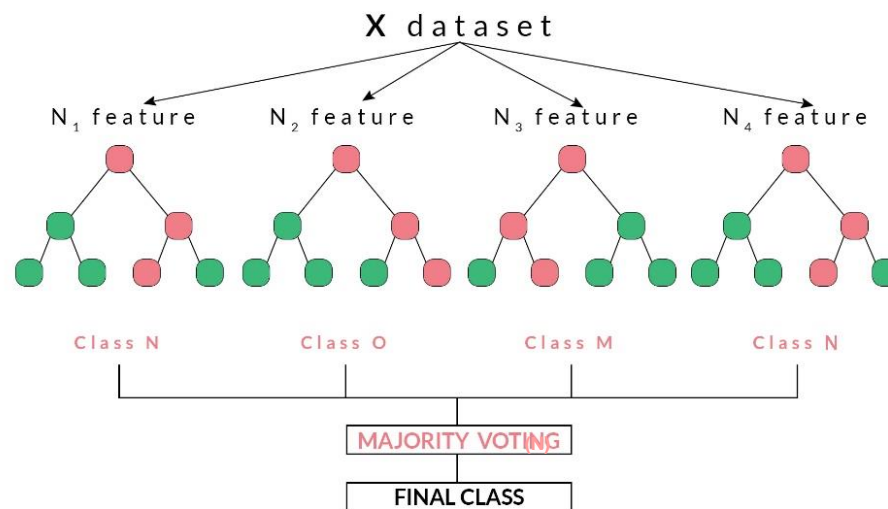 X dataset
N₁ feature
N₂ feature
N₃ feature
N₄ feature
Class N
Class O
Class M
Class N
MAJORITY VOTING
(N)
FINAL CLASS